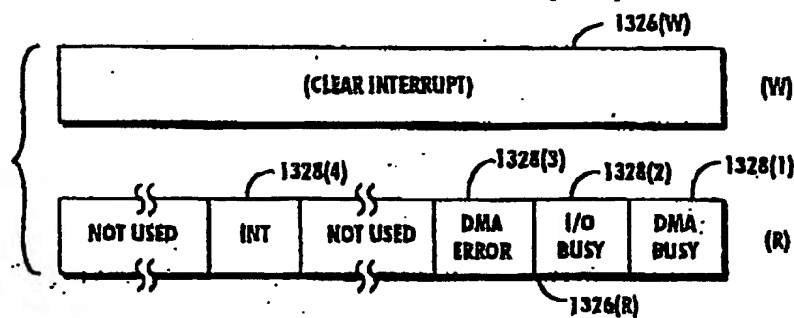 1326(W)
(CLEAR INTERRUPT) (W)
1328(4) 1328(3) 1328(2) 1328(1)
NOT USED INT NOT USED DMA ERROR I/O BUSY DMA BUSY (R)
1326(R)